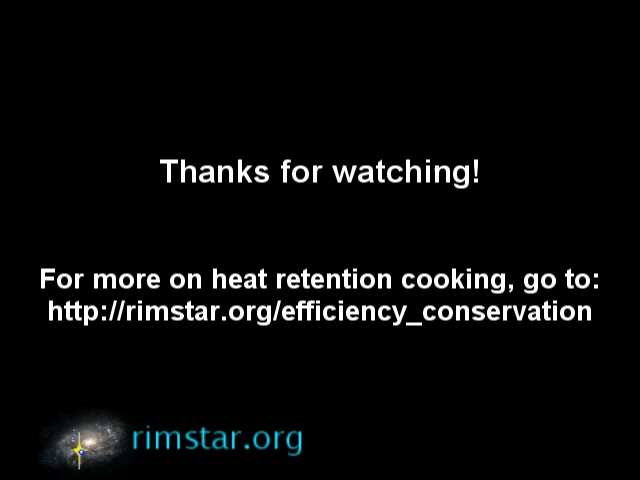 Thanks for watching!
For more on heat retention cooking, go to:
http://rimstar.org/efficiency_conservation
rimstar.org